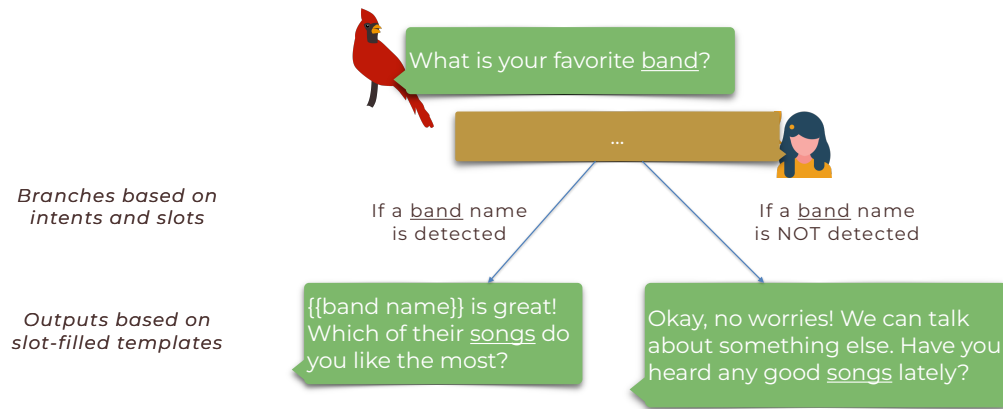 What is your favorite band?
...
Branches based on
intents and slots
If a band name
is detected
If a band name
is NOT detected
Outputs based on
slot-filled templates
{{band name}} is great!
Which of their songs do
you like the most?
Okay, no worries! We can talk
about something else. Have you
heard any good songs lately?